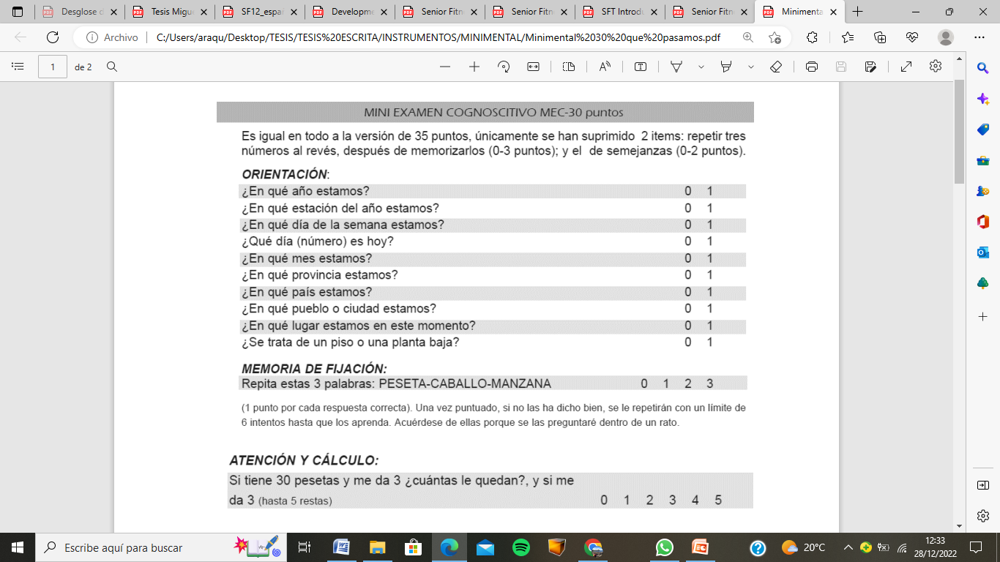 Desglose d
Tesis Migue
SF12_espai
Developme
Senior Fitn
Senior Fitn
SFT Introdu
Senior Fitn
Minimenta
Archivo
C:/Users/araqu/Desktop/TESIS/TESIS%20ESCRITA/INSTRUMENTOS/MINIMENTAL/Minimental%2030%20que%20pasamos.pdf
1 de 2
MINI EXAMEN COGNOSCITIVO MEC-30 puntos
Es igual en todo a la versión de 35 puntos, únicamente se han suprimido 2 items: repetir tres
números al revés, después de memorizarlos (0-3 puntos); y el de semejanzas (0-2 puntos).
ORIENTACIÓN:
¿En qué año estamos? 0 1
¿En qué estación del año estamos? 0 1
¿En qué día de la semana estamos? 0 1
¿Qué día (número) es hoy? 0 1
¿En qué mes estamos? 0 1
¿En qué provincia estamos? 0 1
¿En qué país estamos? 0 1
¿En qué pueblo o ciudad estamos? 0 1
¿En qué lugar estamos en este momento? 0 1
¿Se trata de un piso o una planta baja? 0 1
MEMORIA DE FIJACIÓN:
Repita estas 3 palabras: PESETA-CABALLO-MANZANA 0 1 2 3
(1 punto por cada respuesta correcta). Una vez puntuado, si no las ha dicho bien, se le repetirán con un límite de
6 intentos hasta que los aprenda. Acuérdese de ellas porque se las preguntaré dentro de un rato.
ATENCIÓN Y CÁLCULO:
Si tiene 30 pesetas y me da 3 ¿cuántas le quedan?, y si me
da 3 (hasta 5 restas) 0 1 2 3 4 5
Escribe aquí para buscar
20°C
12:33
28/12/2022